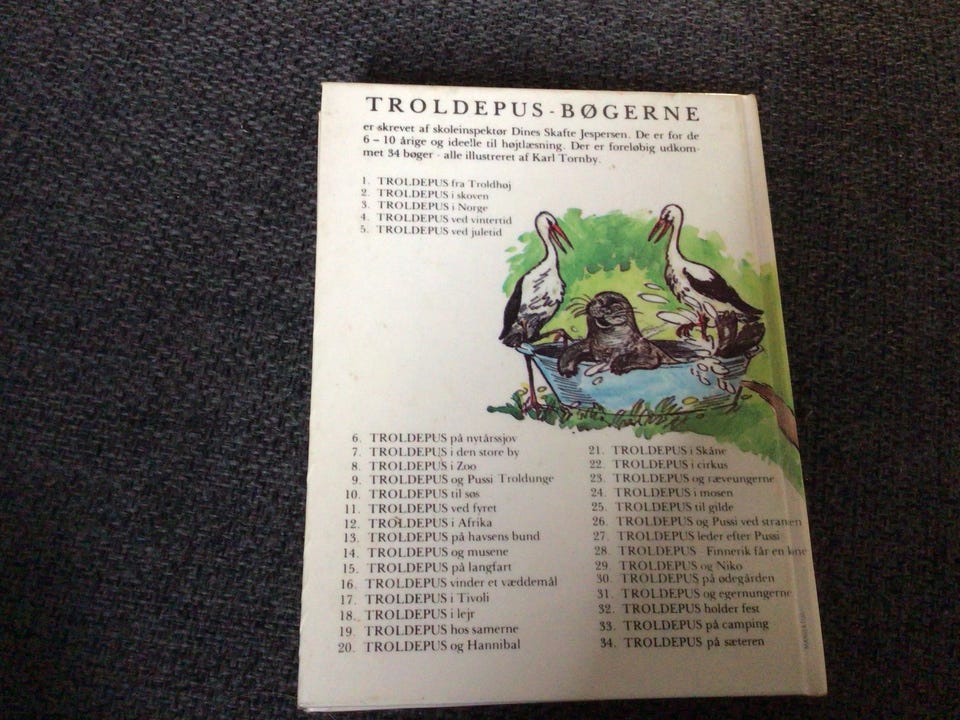 TROLDEPUS-BØGERNE
er skrevet af skoleinspektør Dines Skafte Jespersen. De er for de
6 – 10 årige og ideelle til højtlæsning. Der er foreløbig udkom-
met 34 bøger - alle illustreret af Karl Tornby.
1. TROLDEPUS fra Troldhøj
2. TROLDEPUS i skoven
3. TROLDEPUS i Norge
4. TROLDEPUS ved vintertid
5. TROLDEPUS ved juletid
6. TROLDEPUS på nytårssjov
7. TROLDEPUS i den store by
8. TROLDEPUS i Zoo
9. TROLDEPUS og Pussi Troldunge
10. TROLDEPUS til søs
11. TROLDEPUS ved fyret
12. TROLDEPUS i Afrika
13. TROLDEPUS på havsens bund
14. TROLDEPUS og musene
15. TROLDEPUS på langfart
16. TROLDEPUS vinder et væddemål
17. TROLDEPUS i Tivoli
18. TROLDEPUS i lejr
19. TROLDEPUS hos samerne
20. TROLDEPUS og Hannibal
21. TROLDEPUS i Skåne
22. TROLDEPUS i cirkus
23. TROLDEPUS og ræveungerne
24. TROLDEPUS i mosen
25. TROLDEPUS til gilde
26. TROLDEPUS og Pussi ved stranden
27. TROLDEPUS leder efter Pussi
28. TROLDEPUS - Finnerik får en kone
29. TROLDEPUS og Niko
30. TROLDEPUS på ødegården
31. TROLDEPUS og egernungerne
32. TROLDEPUS holder fest
33. TROLDEPUS på camping
34. TROLDEPUS på sæteren